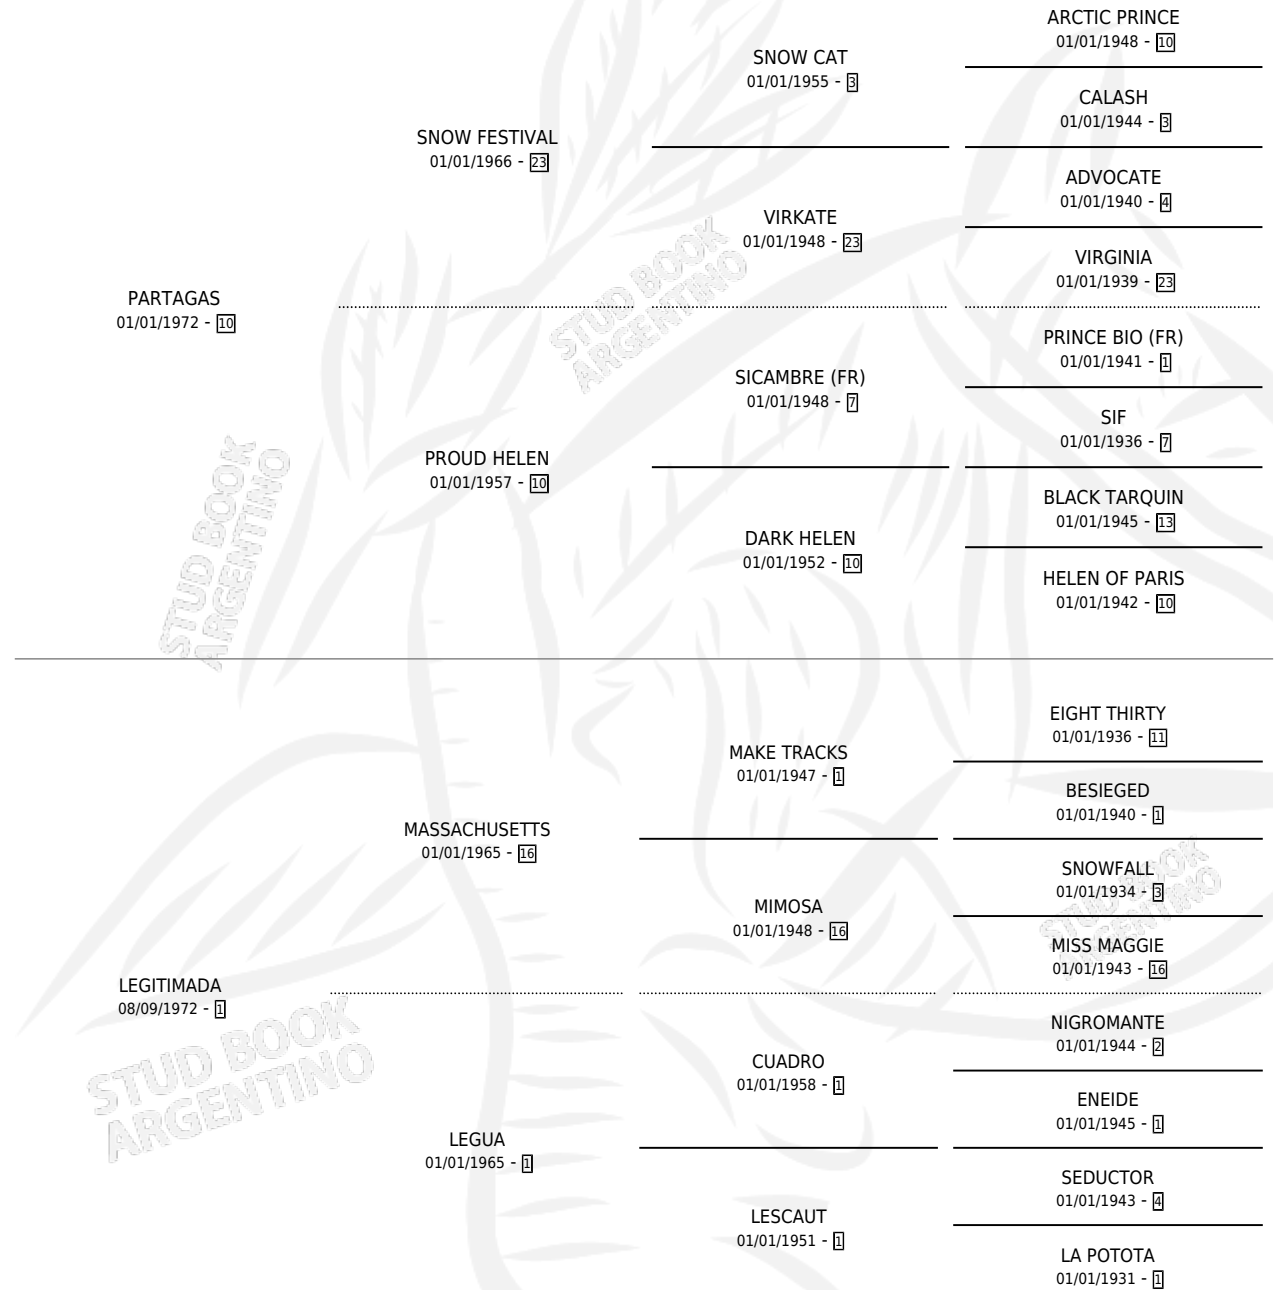 ARCTIC PRINCE
01/01/1948 - 10
SNOW CAT
01/01/1955 - 3
CALASH
01/01/1944 - 3
SNOW FESTIVAL
01/01/1966 - 23
ADVOCATE
01/01/1940 - 4
VIRKATE
01/01/1948 - 23
VIRGINIA
01/01/1939 - 23
PARTAGAS
01/01/1972 - 10
PRINCE BIO (FR)
01/01/1941 - 1
SICAMBRE (FR)
01/01/1948 - 7
SIF
01/01/1936 - 7
PROUD HELEN
01/01/1957 - 10
BLACK TARQUIN
01/01/1945 - 13
DARK HELEN
01/01/1952 - 10
HELEN OF PARIS
01/01/1942 - 10
STUD BOOK
ARGENTINO
STUD BOOK
ARGENTINO
EIGHT THIRTY
01/01/1936 - 11
MAKE TRACKS
01/01/1947 - 1
BESIEGED
01/01/1940 - 1
MASSACHUSETTS
01/01/1965 - 16
SNOWFALL
01/01/1934 - 3
MIMOSA
01/01/1948 - 16
MISS MAGGIE
01/01/1943 - 16
LEGITIMADA
08/09/1972 - 1
NIGROMANTE
01/01/1944 - 2
CUADRO
01/01/1958 - 1
ENEIDE
01/01/1945 - 1
LEGUA
01/01/1965 - 1
SEDUCTOR
01/01/1943 - 4
LESCAUT
01/01/1951 - 1
LA POTOTA
01/01/1931 - 1
STUD BOOK
ARGENTINO
STUD BOOK
ARGENTINO